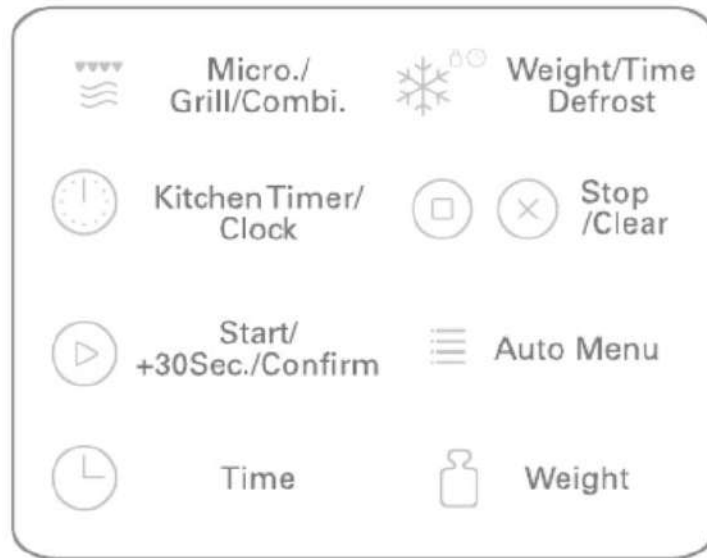 Micro./
Grill/Combi.
Weight/Time
Defrost
Kitchen Timer/
Clock
Stop
/Clear
Start/
+30Sec./Confirm
Auto Menu
Time
Weight